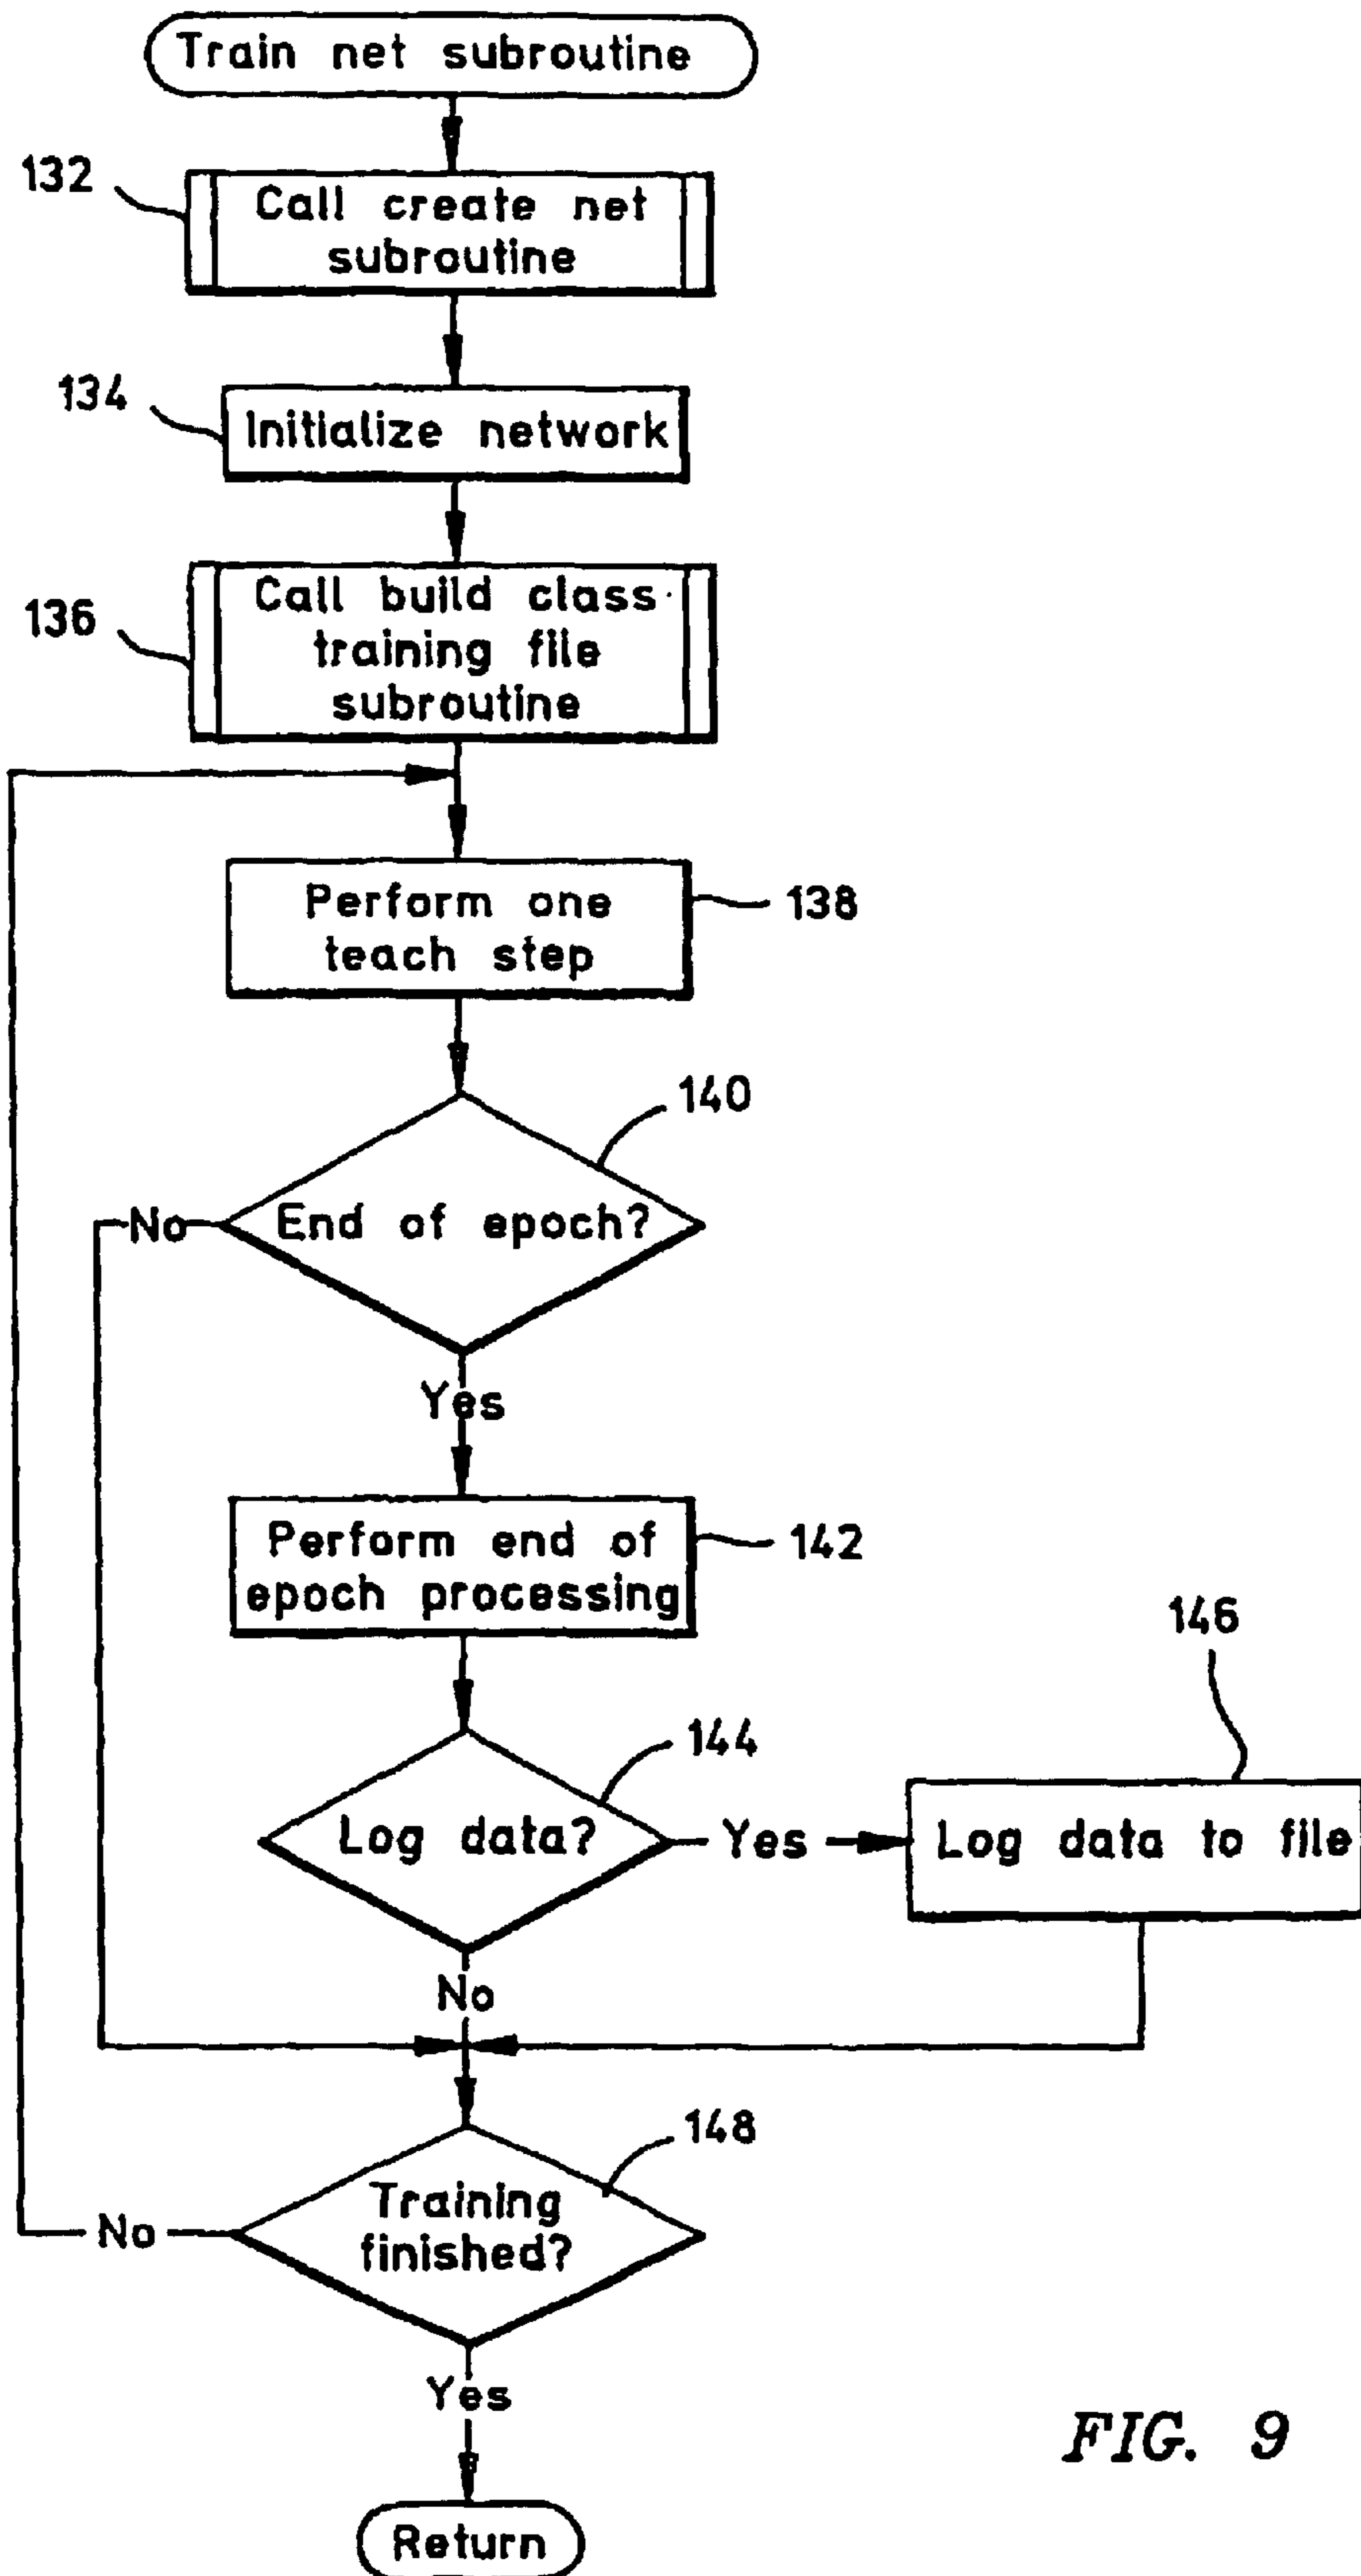 Train net subroutine
132
Call create net
subroutine
134
Initialize network
136
Call build class
training file
subroutine
Perform one
teach step
138
140
End of epoch?
No
Yes
Perform end of
epoch processing
142
146
144
Log data?
Yes
Log data to file
No
148
Training
finished?
No
Yes
FIG. 9
Return